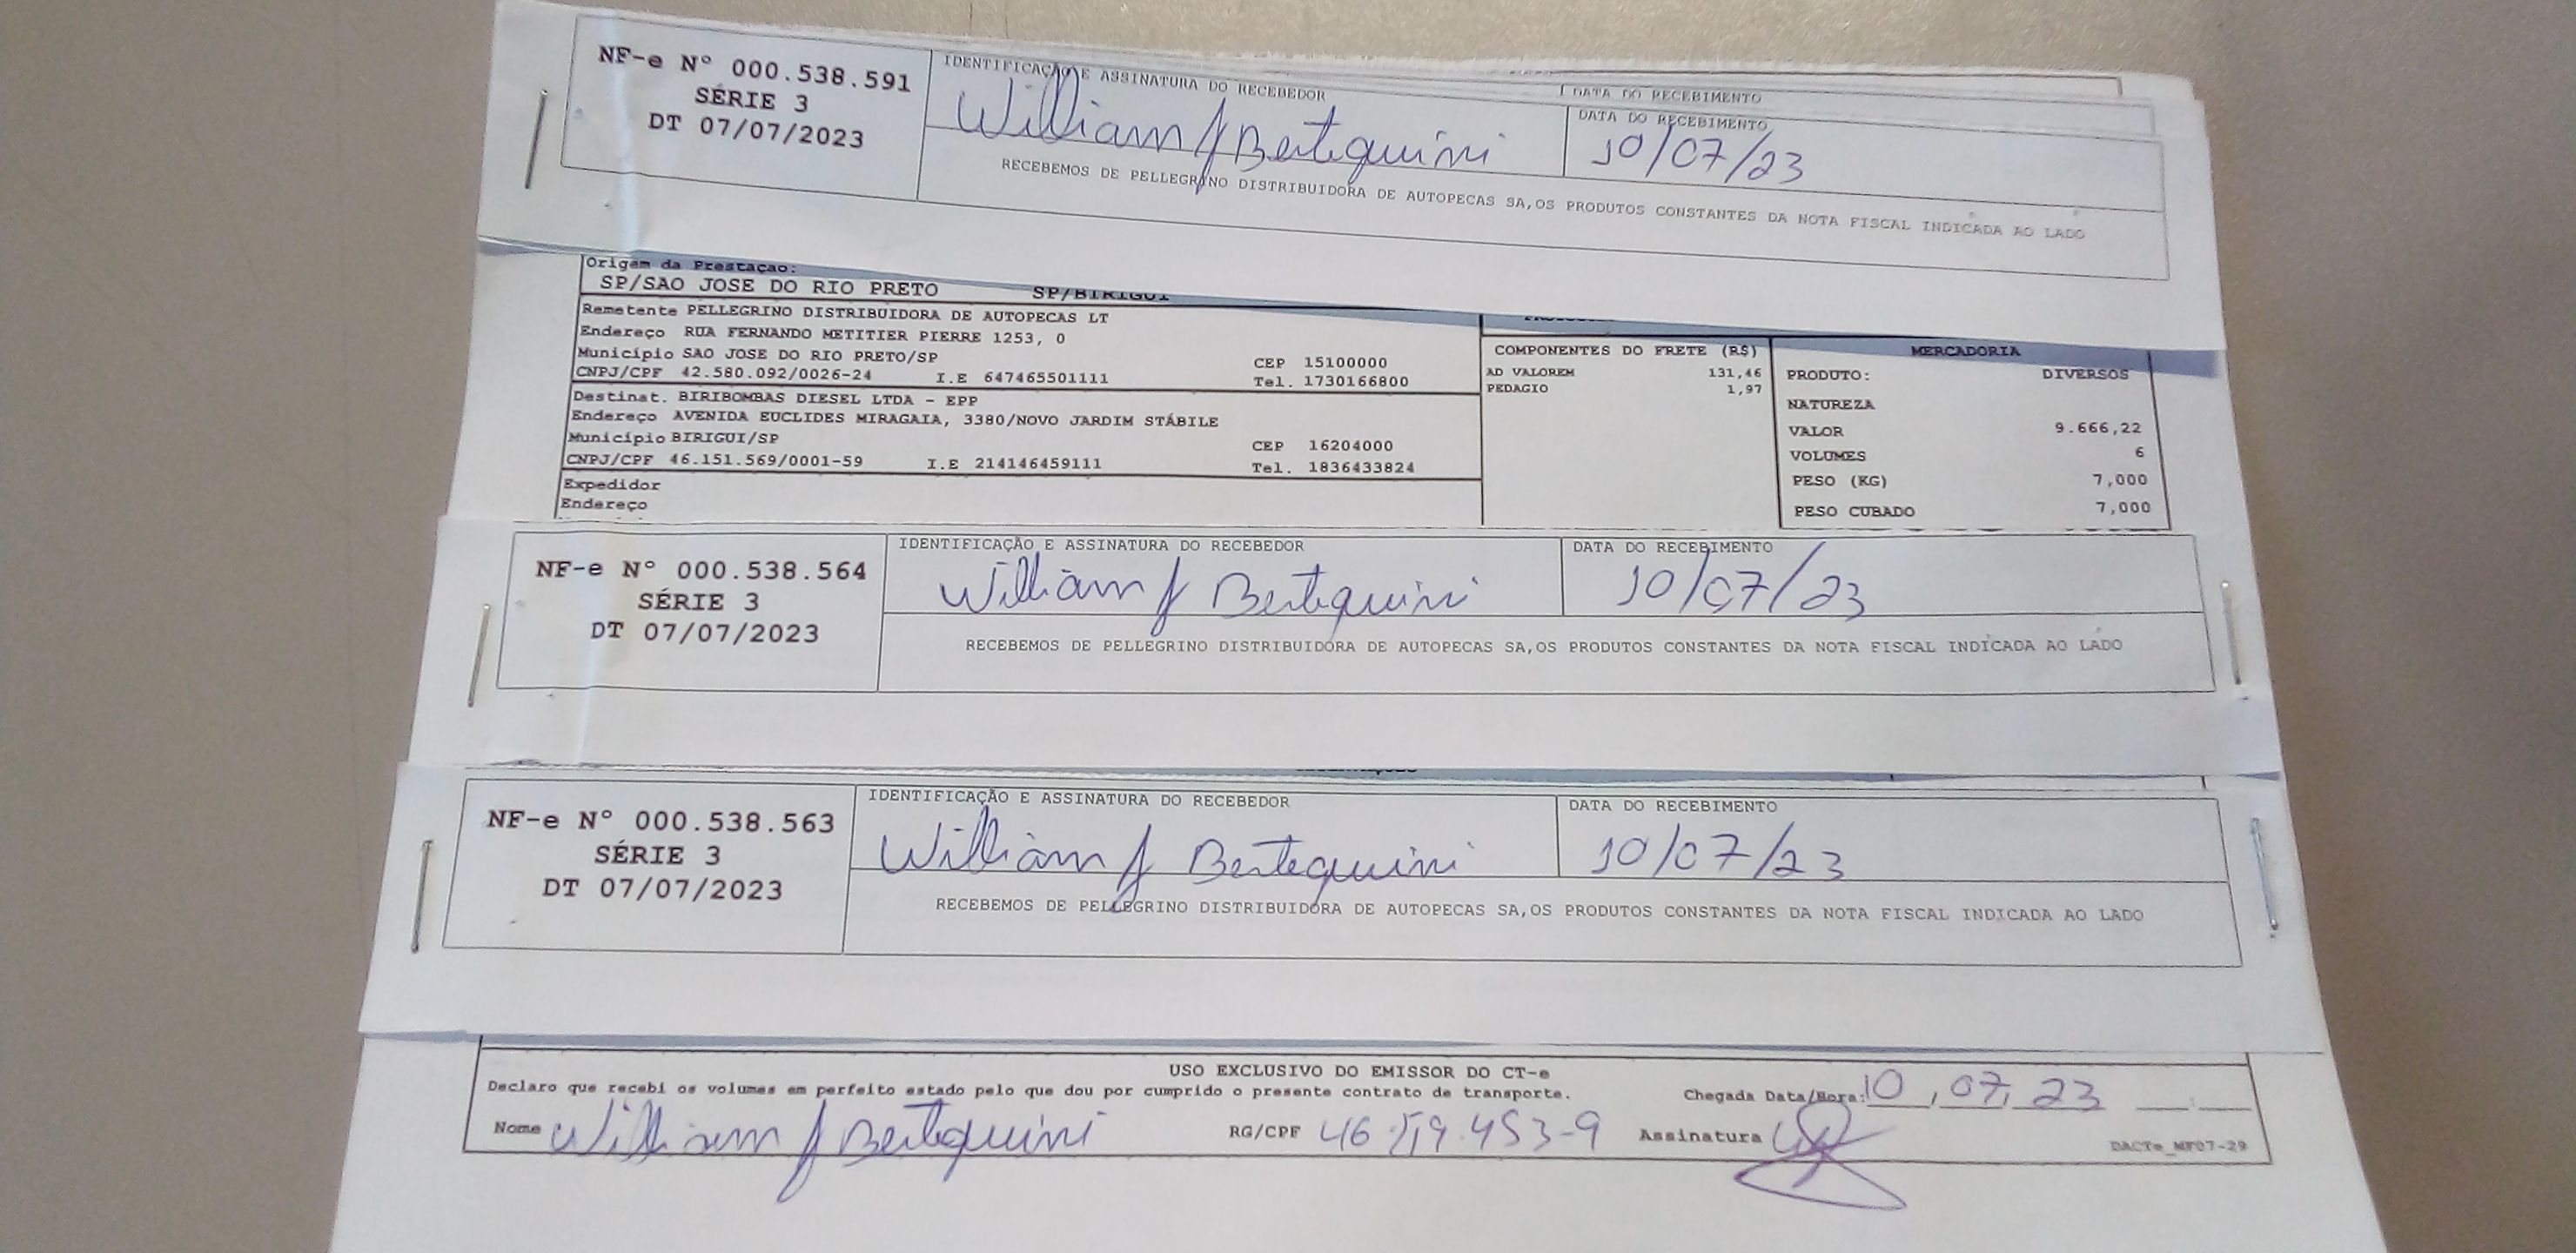 NF-e Nº 000.538.591
SÉRIE 3
DT 07/07/2023
IDENTIFICAÇÃO E ASSINATURA DO RECEBEDOR
William J Bertequini
DATA DO RECEBIMENTO
DATA DO RECEBIMENTO
10/07/23
RECEBEMOS DE PELLEGRINO DISTRIBUIDORA DE AUTOPECAS SA,OS PRODUTOS CONSTANTES DA NOTA FISCAL INDICADA AO LADO
Origem da Prestação:
SP/SAO JOSE DO RIO PRETO SP/BIRIGUI
Remetente PELLEGRINO DISTRIBUIDORA DE AUTOPECAS LT
Endereço RUA FERNANDO METITIER PIERRE 1253, 0
Município SAO JOSE DO RIO PRETO/SP CEP 15100000
CNPJ/CPF 42.580.092/0026-24 I.E 647465501111 Tel. 1730166800
Destinat. BIRIBOMBAS DIESEL LTDA - EPP
Endereço AVENIDA EUCLIDES MIRAGAIA, 3380/NOVO JARDIM STÁBILE
Município BIRIGUI/SP CEP 16204000
CNPJ/CPF 46.151.569/0001-59 I.E 214146459111 Tel. 1836433824
Expedidor
Endereço
COMPONENTES DO FRETE (R$)
AD VALOREM 131,46
PEDAGIO 1,97
MERCADORIA
PRODUTO: DIVERSOS
NATUREZA
VALOR 9.666,22
VOLUMES 6
PESO (KG) 7,000
PESO CUBADO 7,000
NF-e Nº 000.538.564
SÉRIE 3
DT 07/07/2023
IDENTIFICAÇÃO E ASSINATURA DO RECEBEDOR
William J Bertequini
DATA DO RECEBIMENTO
10/07/23
RECEBEMOS DE PELLEGRINO DISTRIBUIDORA DE AUTOPECAS SA,OS PRODUTOS CONSTANTES DA NOTA FISCAL INDICADA AO LADO
NF-e Nº 000.538.563
SÉRIE 3
DT 07/07/2023
IDENTIFICAÇÃO E ASSINATURA DO RECEBEDOR
William J Bertequini
DATA DO RECEBIMENTO
10/07/23
RECEBEMOS DE PELLEGRINO DISTRIBUIDORA DE AUTOPECAS SA,OS PRODUTOS CONSTANTES DA NOTA FISCAL INDICADA AO LADO
USO EXCLUSIVO DO EMISSOR DO CT-e
Declaro que recebi os volumes em perfeito estado pelo que dou por cumprido o presente contrato de transporte.
Chegada Data/Hora: 10, 07, 23 __:__
Nome William J Bertequini RG/CPF Assinatura
DACTe_MF07-29